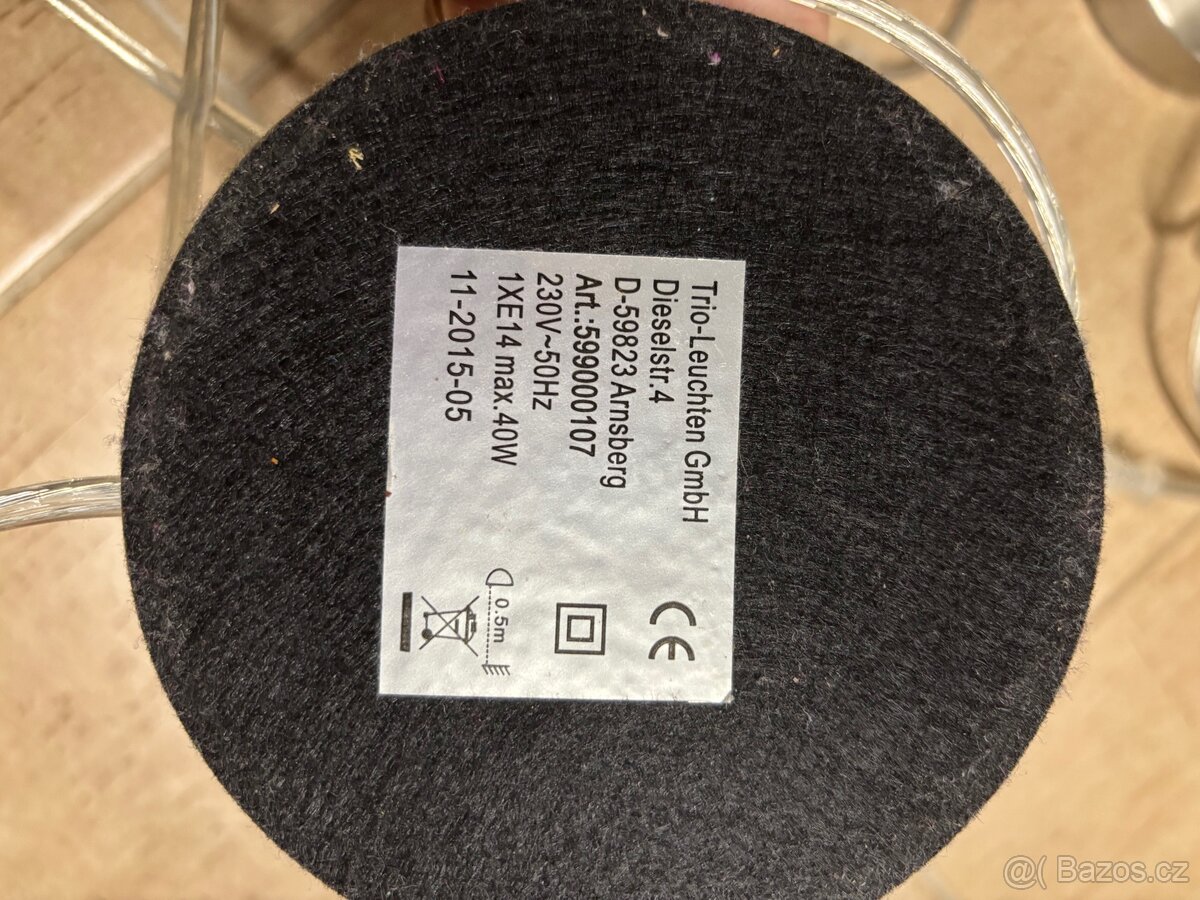 Trio-Leuchten GmbH
Dieselstr.4
D-59823 Arnsberg
Art.:599000107
230V~50Hz
1XE14 max.40W
11-2015-05
CE
0.5m
@( Bazos.cz